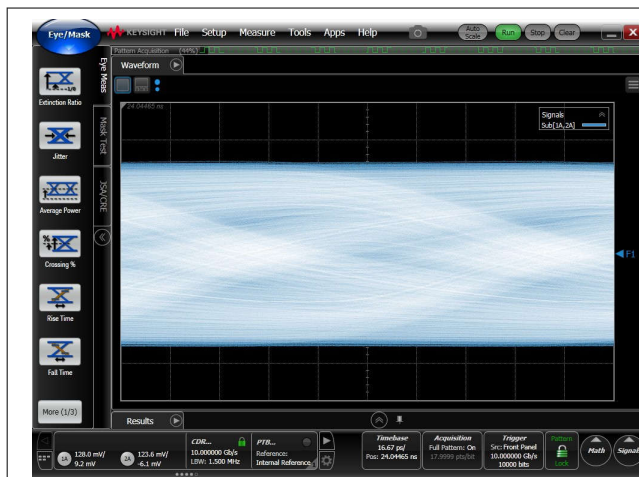 Eye/Mask
KEYSIGHT File Setup Measure Tools Apps Help
Auto Scale Run Stop Clear
Pattern Acquisition (44%)
Waveform
Eye Meas
Mask Test
JSA/CRE
Extinction Ratio
Jitter
Average Power
Crossing %
Rise Time
Fall Time
More (1/3)
24.04465 ns
Signals
Sub[1A,2A]
F1
Results
1A 128.0 mV/
9.2 mV
2A 123.6 mV/
-6.1 mV
CDR...
10.000000 Gb/s
LBW: 1.500 MHz
PTB...
Reference:
Internal Reference
Timebase
16.67 ps/
Pos: 24.04465 ns
Acquisition
Full Pattern: On
17.9999 pts/bit
Trigger
Src: Front Panel
10.000000 Gb/s
10000 bits
Pattern
Lock
Math
Signals